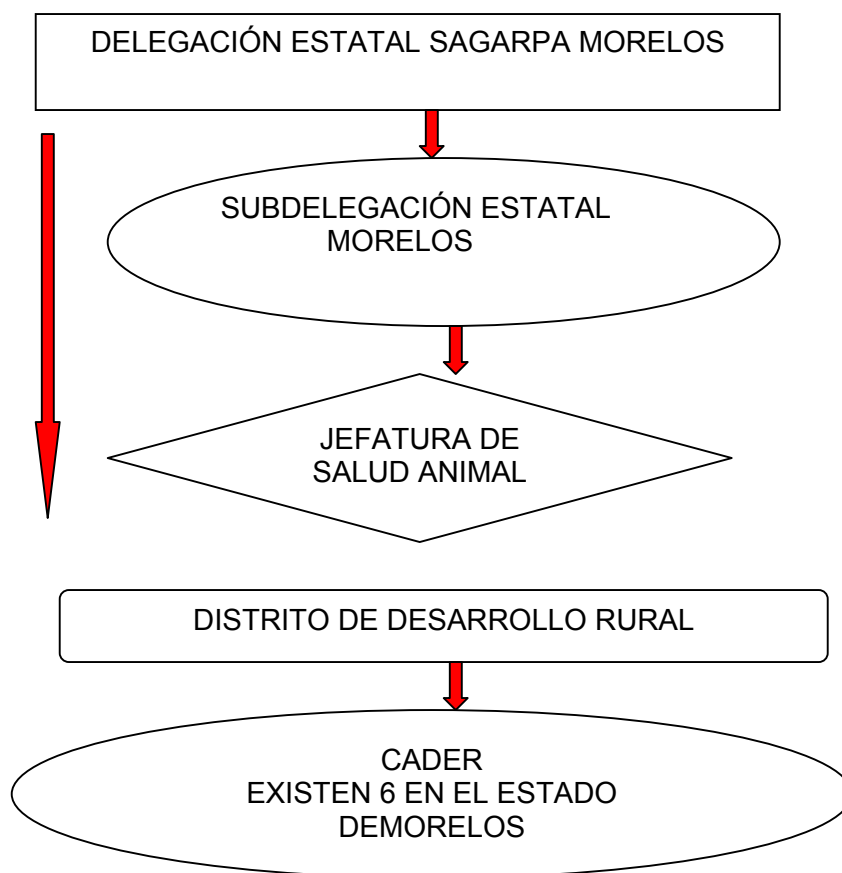 DELEGACIÓN ESTATAL SAGARPA MORELOS
SUBDELEGACIÓN ESTATAL
MORELOS
JEFATURA DE
SALUD ANIMAL
DISTRITO DE DESARROLLO RURAL
CADER
EXISTEN 6 EN EL ESTADO
DEMORELOS